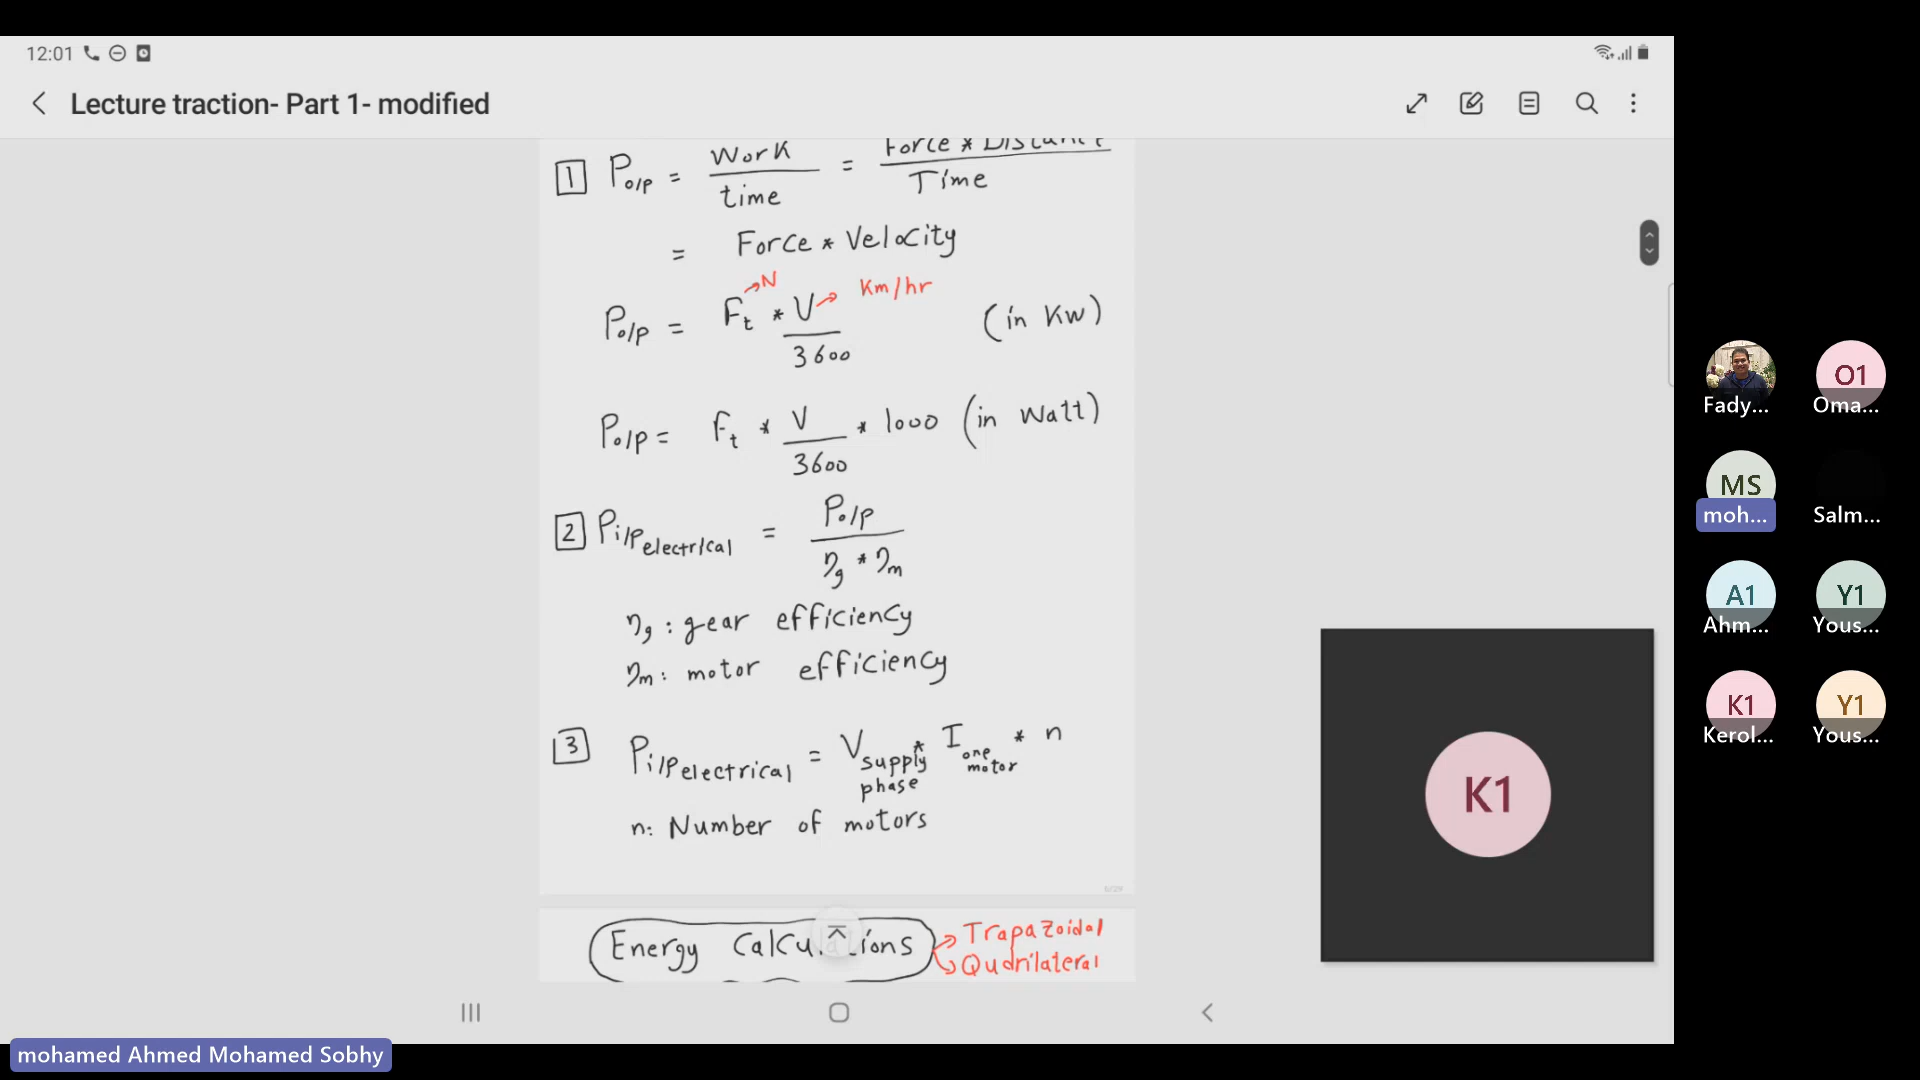 12:01
Lecture traction- Part 1- modified
1 Po/p = Work / time = Force * Distance / Time
= Force * Velocity
Po/p = Ft → N * V → Km/hr / 3600 (in Kw)
Po/p = Ft * V / 3600 * 1000 (in Watt)
2 Pi/p electrical = Po/p / ηg * ηm
ηg : gear efficiency
ηm : motor efficiency
3 Pi/p electrical = V supply phase * I one motor * n
n: Number of motors
5/29
Energy → Trapazoidal
→ Qudrilateral
Fady...
O1
Oma...
MS
moh...
Salm...
A1
Ahm...
Y1
Yous...
K1
Kerol...
Y1
Yous...
K1
mohamed Ahmed Mohamed Sobhy